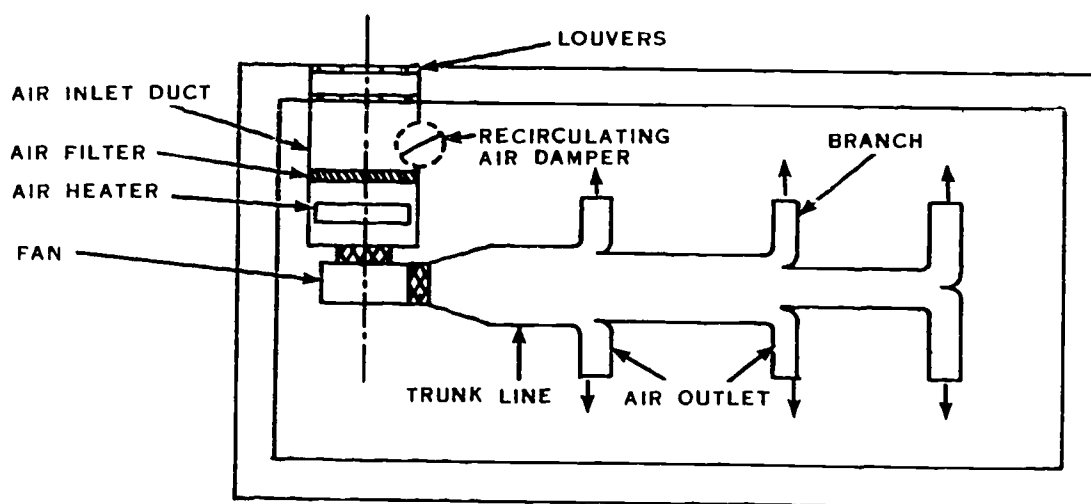 LOUVERS
AIR INLET DUCT
RECIRCULATING
AIR DAMPER
BRANCH
AIR FILTER
AIR HEATER
FAN
TRUNK LINE
AIR OUTLET